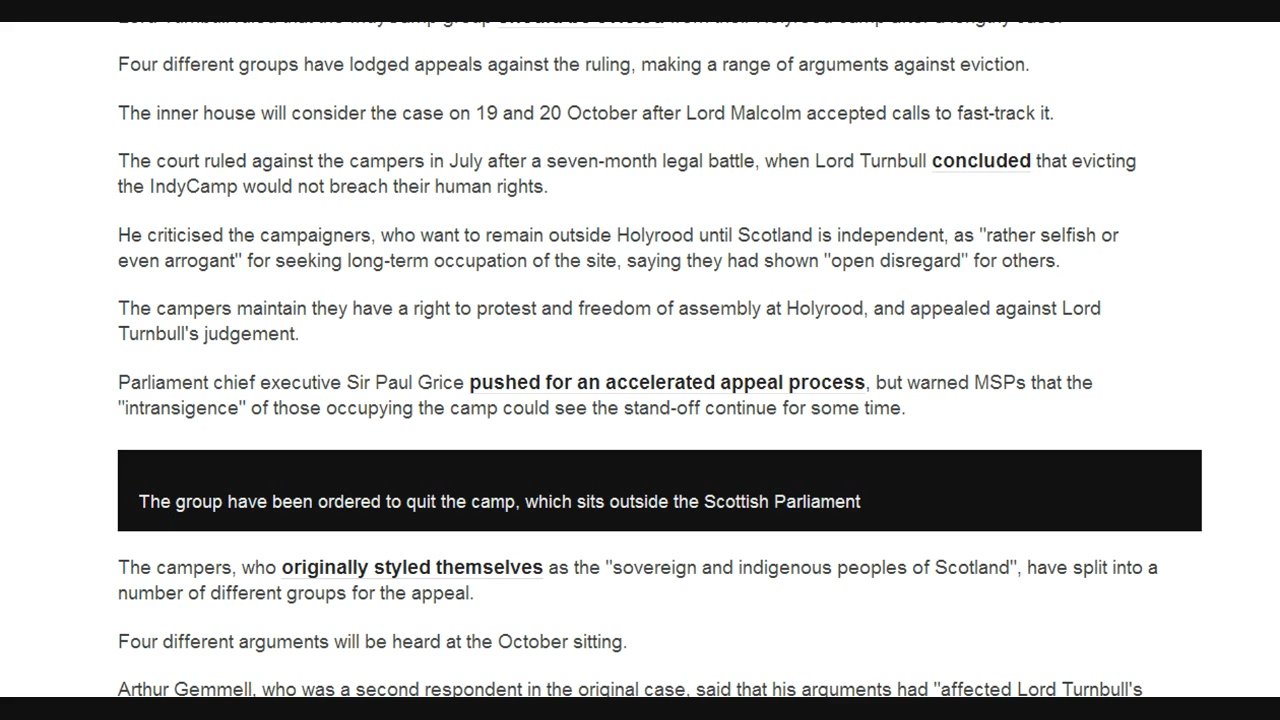 Four different groups have lodged appeals against the ruling, making a range of arguments against eviction.
The inner house will consider the case on 19 and 20 October after Lord Malcolm accepted calls to fast-track it.
The court ruled against the campers in July after a seven-month legal battle, when Lord Turnbull concluded that evicting
the IndyCamp would not breach their human rights.
He criticised the campaigners, who want to remain outside Holyrood until Scotland is independent, as "rather selfish or
even arrogant" for seeking long-term occupation of the site, saying they had shown "open disregard" for others.
The campers maintain they have a right to protest and freedom of assembly at Holyrood, and appealed against Lord
Turnbull's judgement.
Parliament chief executive Sir Paul Grice pushed for an accelerated appeal process, but warned MSPs that the
"intransigence" of those occupying the camp could see the stand-off continue for some time.
The group have been ordered to quit the camp, which sits outside the Scottish Parliament
The campers, who originally styled themselves as the "sovereign and indigenous peoples of Scotland", have split into a
number of different groups for the appeal.
Four different arguments will be heard at the October sitting.
Arthur Gemmell, who was a second respondent in the original case, said that his arguments had "affected Lord Turnbull's